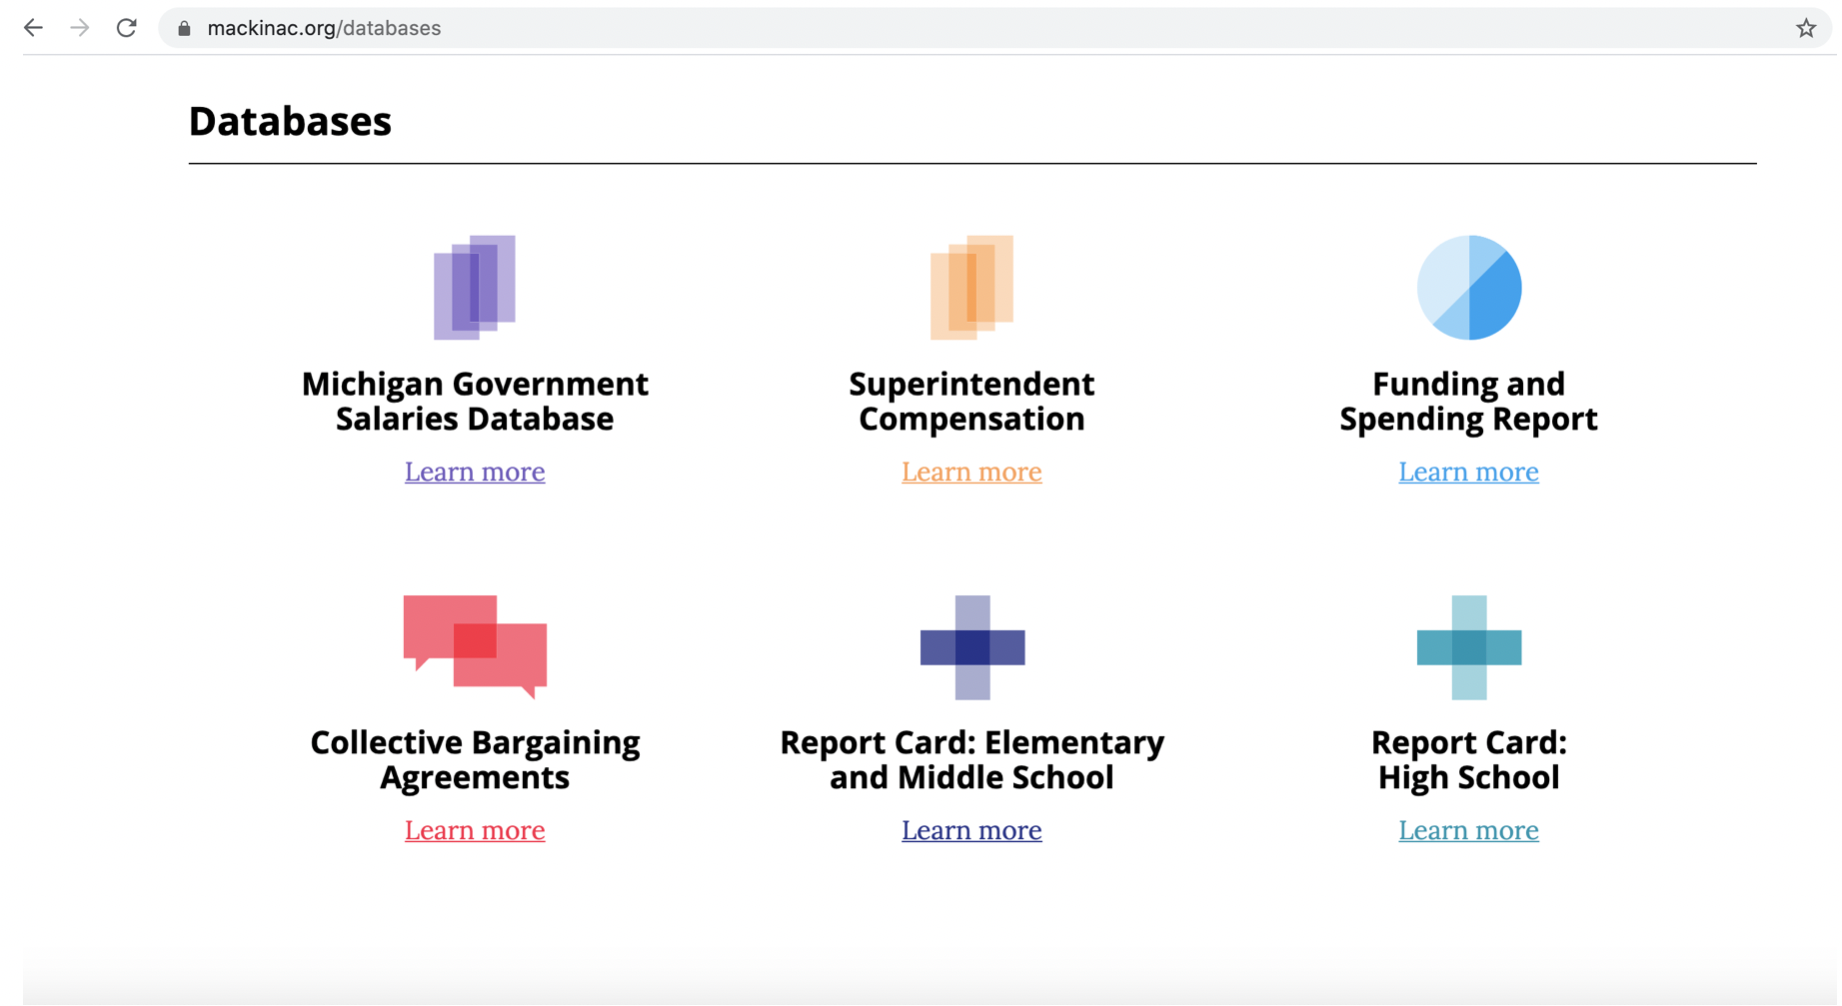 mackinac.org/databases
Databases
Michigan Government
Salaries Database
Learn more
Superintendent
Compensation
Learn more
Funding and
Spending Report
Learn more
Collective Bargaining
Agreements
Learn more
Report Card: Elementary
and Middle School
Learn more
Report Card:
High School
Learn more